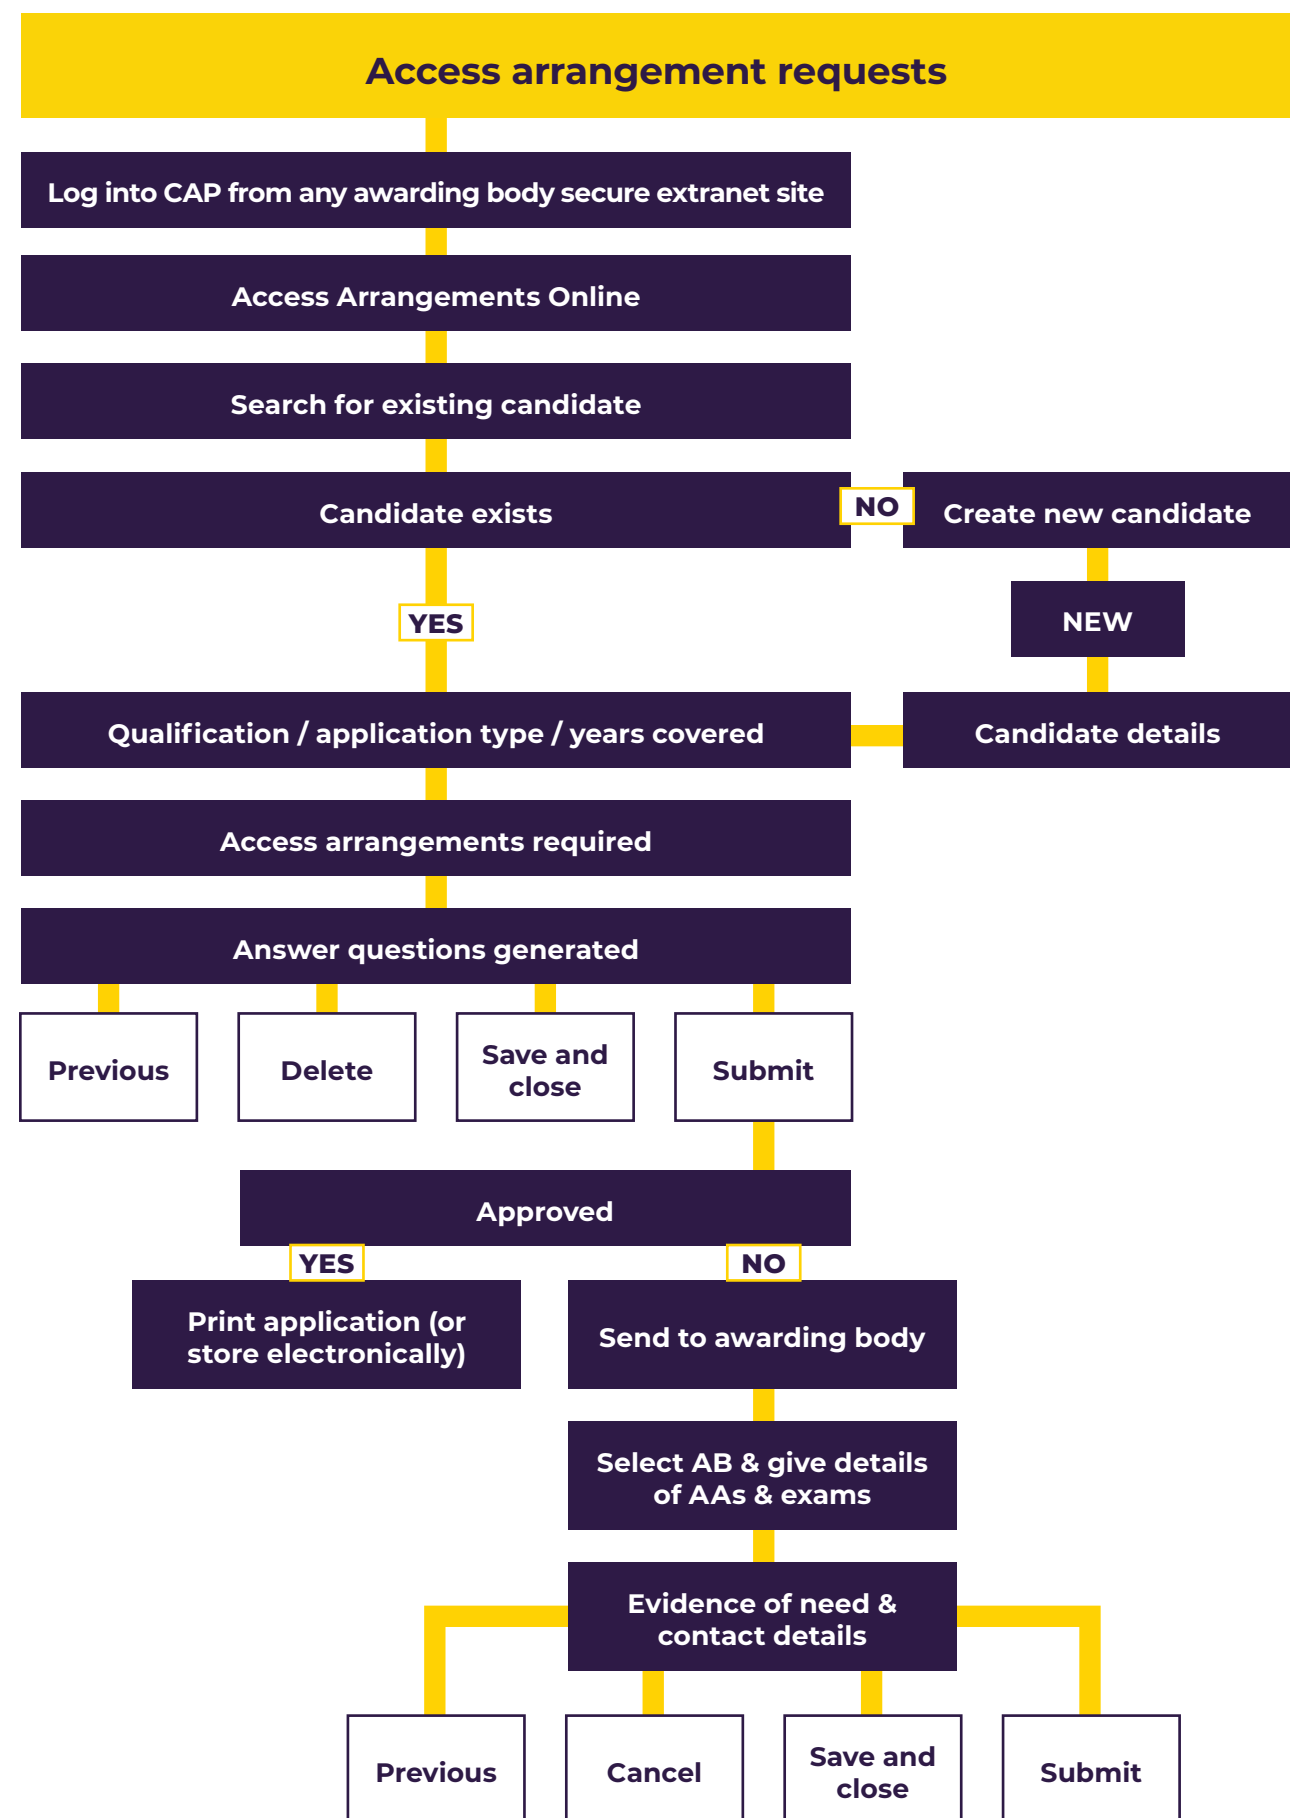 Access arrangement requests
Log into CAP from any awarding body secure extranet site
Access Arrangements Online
Search for existing candidate
Candidate exists
NO
Create new candidate
YES
NEW
Qualification / application type / years covered
Candidate details
Access arrangements required
Answer questions generated
Previous
Delete
Save and
close
Submit
Approved
YES
NO
Print application (or
store electronically)
Send to awarding body
Select AB & give details
of AAs & exams
Evidence of need &
contact details
Previous
Cancel
Save and
close
Submit